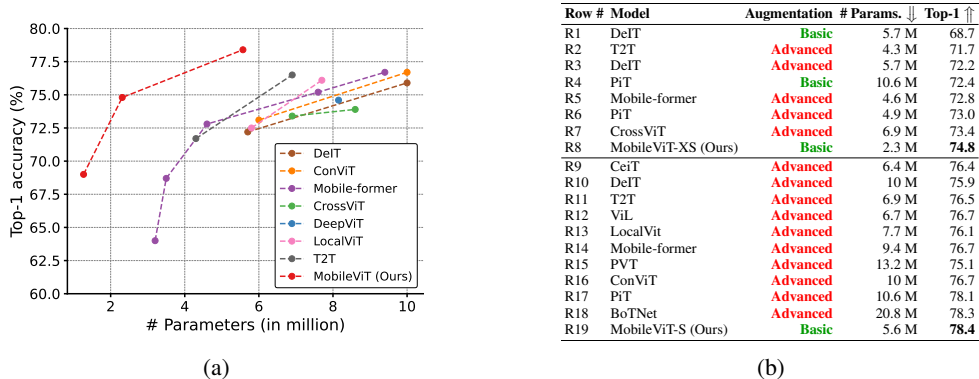 80.0
77.5
75.0
72.5
70.0
67.5
65.0
62.5
60.0
Top-1 accuracy (%)
2
4
6
8
10
# Parameters (in million)
DeIT
ConViT
Mobile-former
CrossViT
DeepViT
LocalViT
T2T
MobileViT (Ours)
(a)
Row # Model Augmentation # Params. ⇓ Top-1 ⇑
R1 DeIT Basic 5.7 M 68.7
R2 T2T Advanced 4.3 M 71.7
R3 DeIT Advanced 5.7 M 72.2
R4 PiT Basic 10.6 M 72.4
R5 Mobile-former Advanced 4.6 M 72.8
R6 PiT Advanced 4.9 M 73.0
R7 CrossViT Advanced 6.9 M 73.4
R8 MobileViT-XS (Ours) Basic 2.3 M 74.8
R9 CeiT Advanced 6.4 M 76.4
R10 DeIT Advanced 10 M 75.9
R11 T2T Advanced 6.9 M 76.5
R12 ViL Advanced 6.7 M 76.7
R13 LocalVit Advanced 7.7 M 76.1
R14 Mobile-former Advanced 9.4 M 76.7
R15 PVT Advanced 13.2 M 75.1
R16 ConViT Advanced 10 M 76.7
R17 PiT Advanced 10.6 M 78.1
R18 BoTNet Advanced 20.8 M 78.3
R19 MobileViT-S (Ours) Basic 5.6 M 78.4
(b)